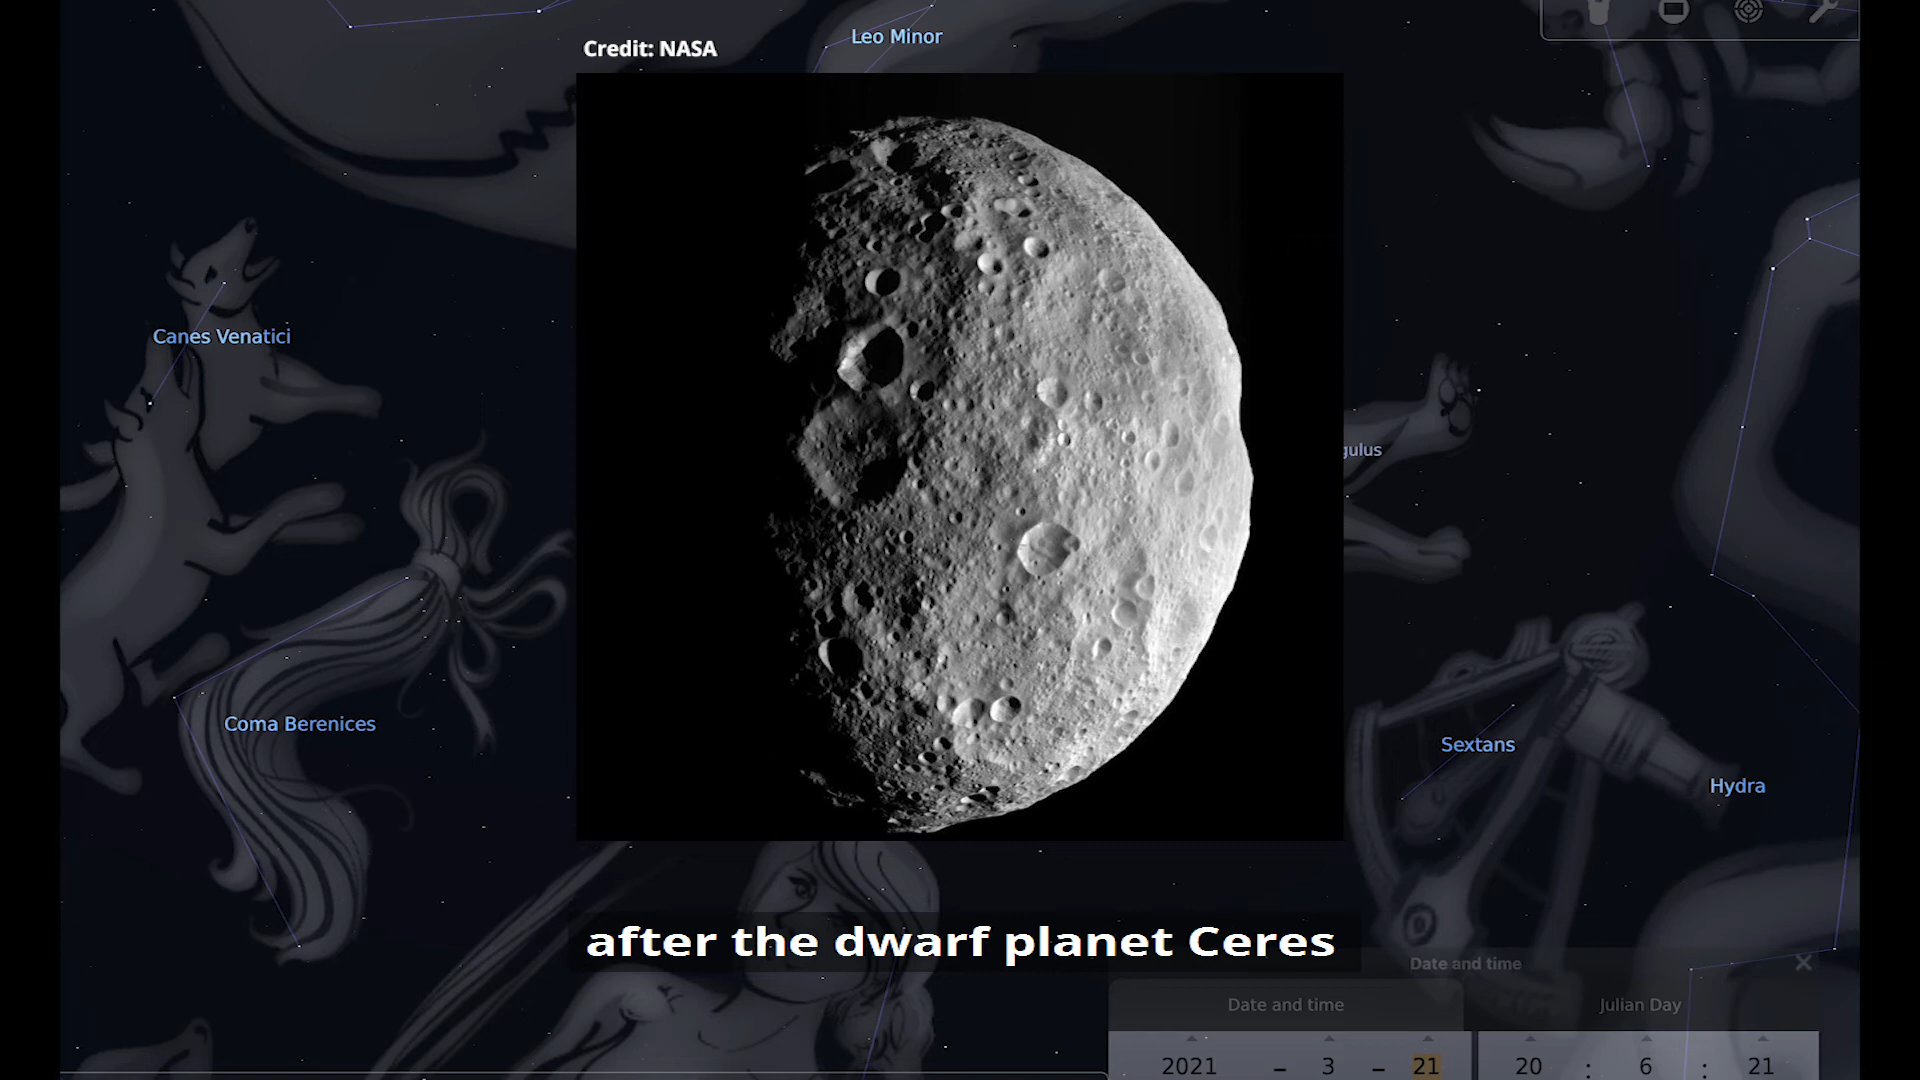 Leo Minor
Credit: NASA
Canes Venatici
gulus
Coma Berenices
Sextans
Hydra
after the dwarf planet Ceres
Date and time
Date and time
Julian Day
2021 – 3 – 21
20 : 6 : 21